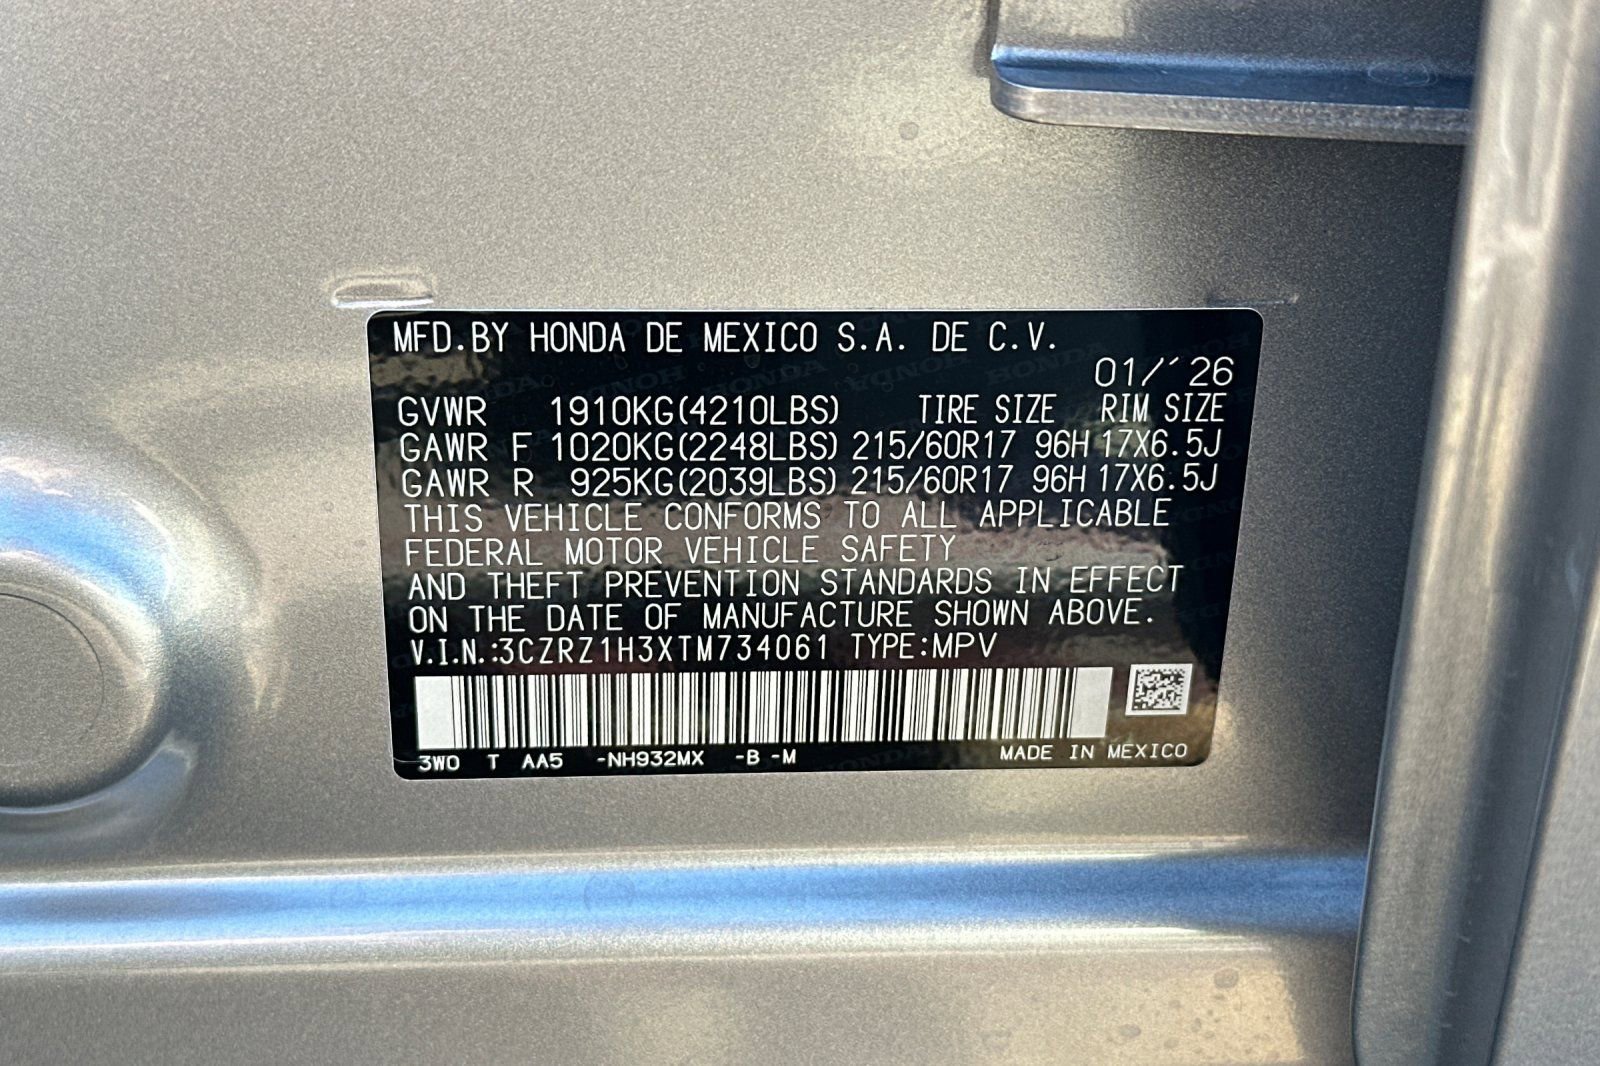 MFD.BY HONDA DE MEXICO S.A. DE C.V.
01/´26
GVWR 1910KG(4210LBS) TIRE SIZE RIM SIZE
GAWR F 1020KG(2248LBS) 215/60R17 96H 17X6.5J
GAWR R 925KG(2039LBS) 215/60R17 96H 17X6.5J
THIS VEHICLE CONFORMS TO ALL APPLICABLE
FEDERAL MOTOR VEHICLE SAFETY
AND THEFT PREVENTION STANDARDS IN EFFECT
ON THE DATE OF MANUFACTURE SHOWN ABOVE.
V.I.N.:3CZRZ1H3XTM734061 TYPE:MPV
3W0 T AA5 -NH932MX -B -M MADE IN MEXICO